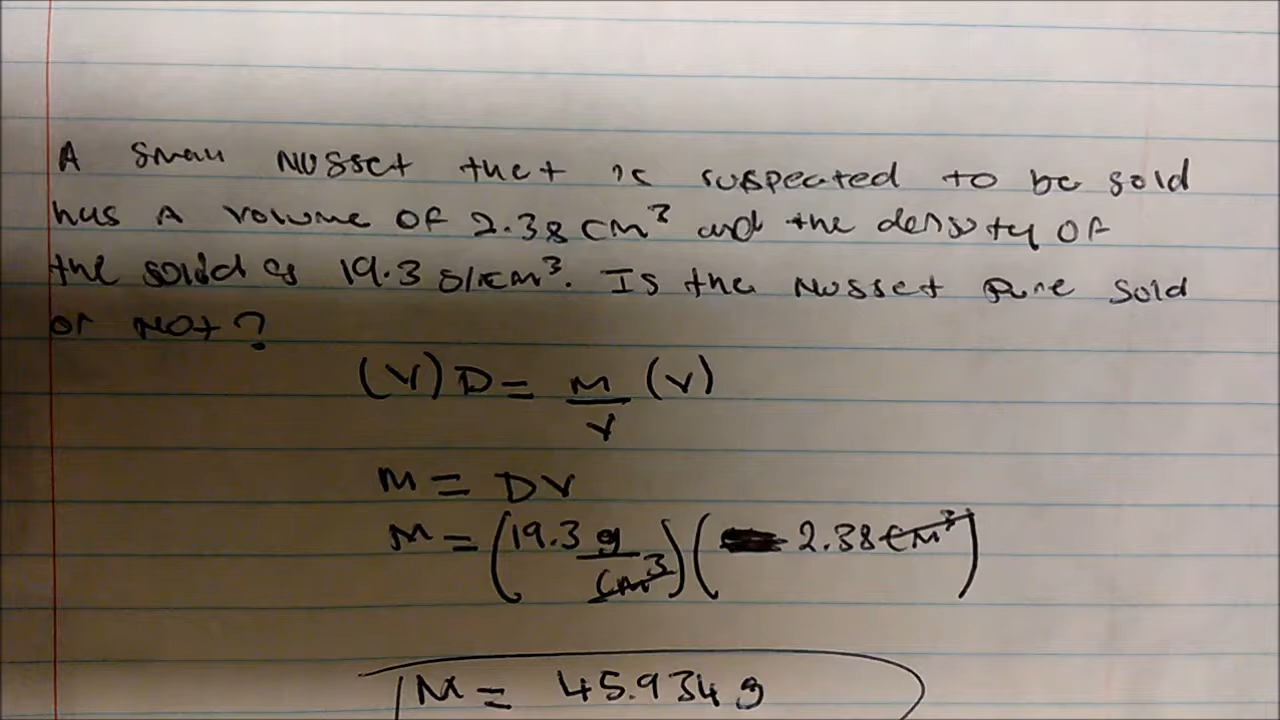 A small nugget that is suspected to be gold
has A volume of 2.38 cm³ and the density of
the solid is 19.3 g/cm³. Is the nugget pure gold
or Not?
(V) D = M/V (V)
M = DV
M = (19.3 g/cm³)(2.38 cm³)
M = 45.934 g